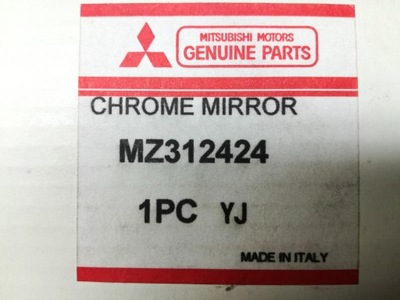 MITSUBISHI MOTORS
GENUINE PARTS
CHROME MIRROR
MZ312424
1PC YJ
MADE IN ITALY